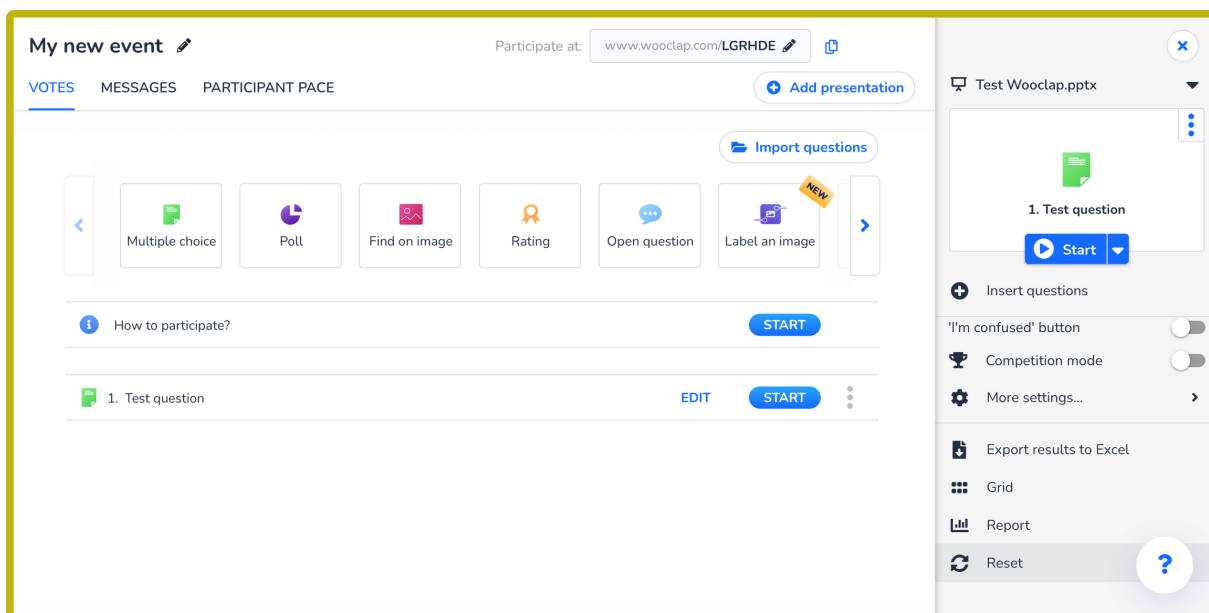 My new event
Participate at: www.wooclap.com/LGRHDE
VOTES MESSAGES PARTICIPANT PACE
Add presentation
Import questions
Multiple choice
Poll
Find on image
Rating
Open question
NEW
Label an image
How to participate?
START
1. Test question
EDIT
START
Test Wooclap.pptx
1. Test question
Start
Insert questions
'I'm confused' button
Competition mode
More settings...
Export results to Excel
Grid
Report
Reset
?